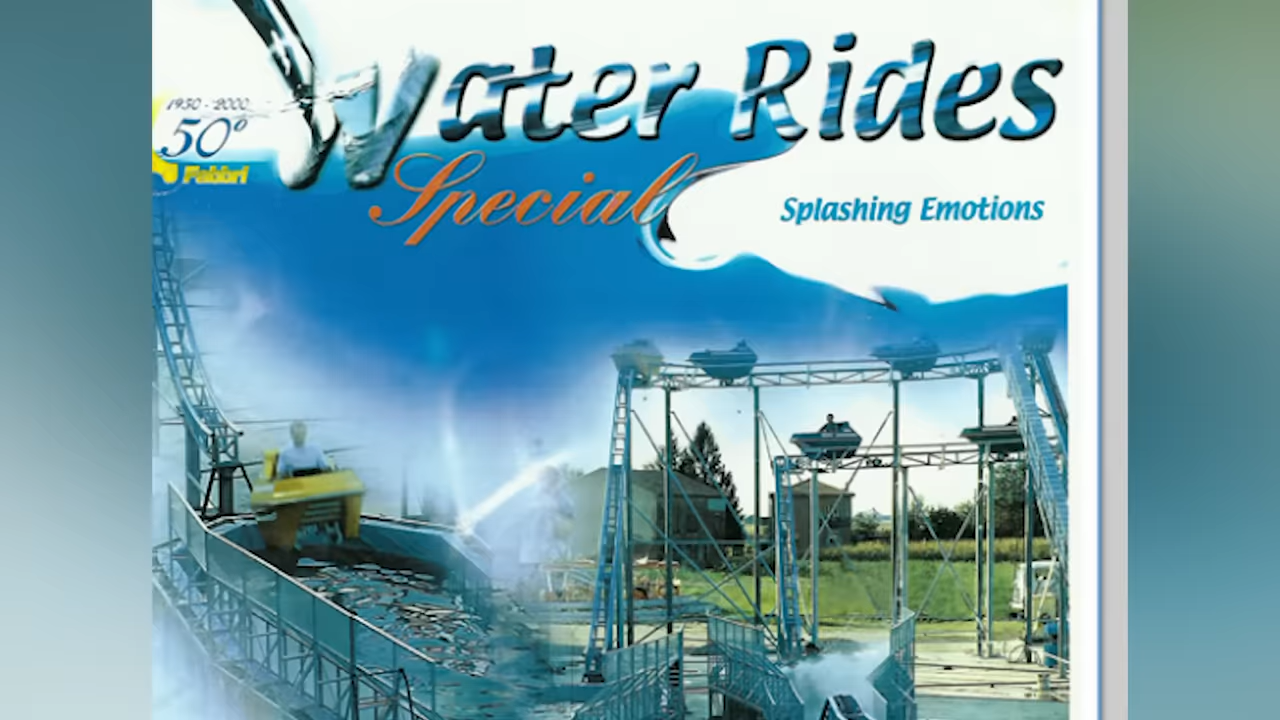 Water Rides
1950 - 2000
50°
Fabbri
Special
Splashing Emotions